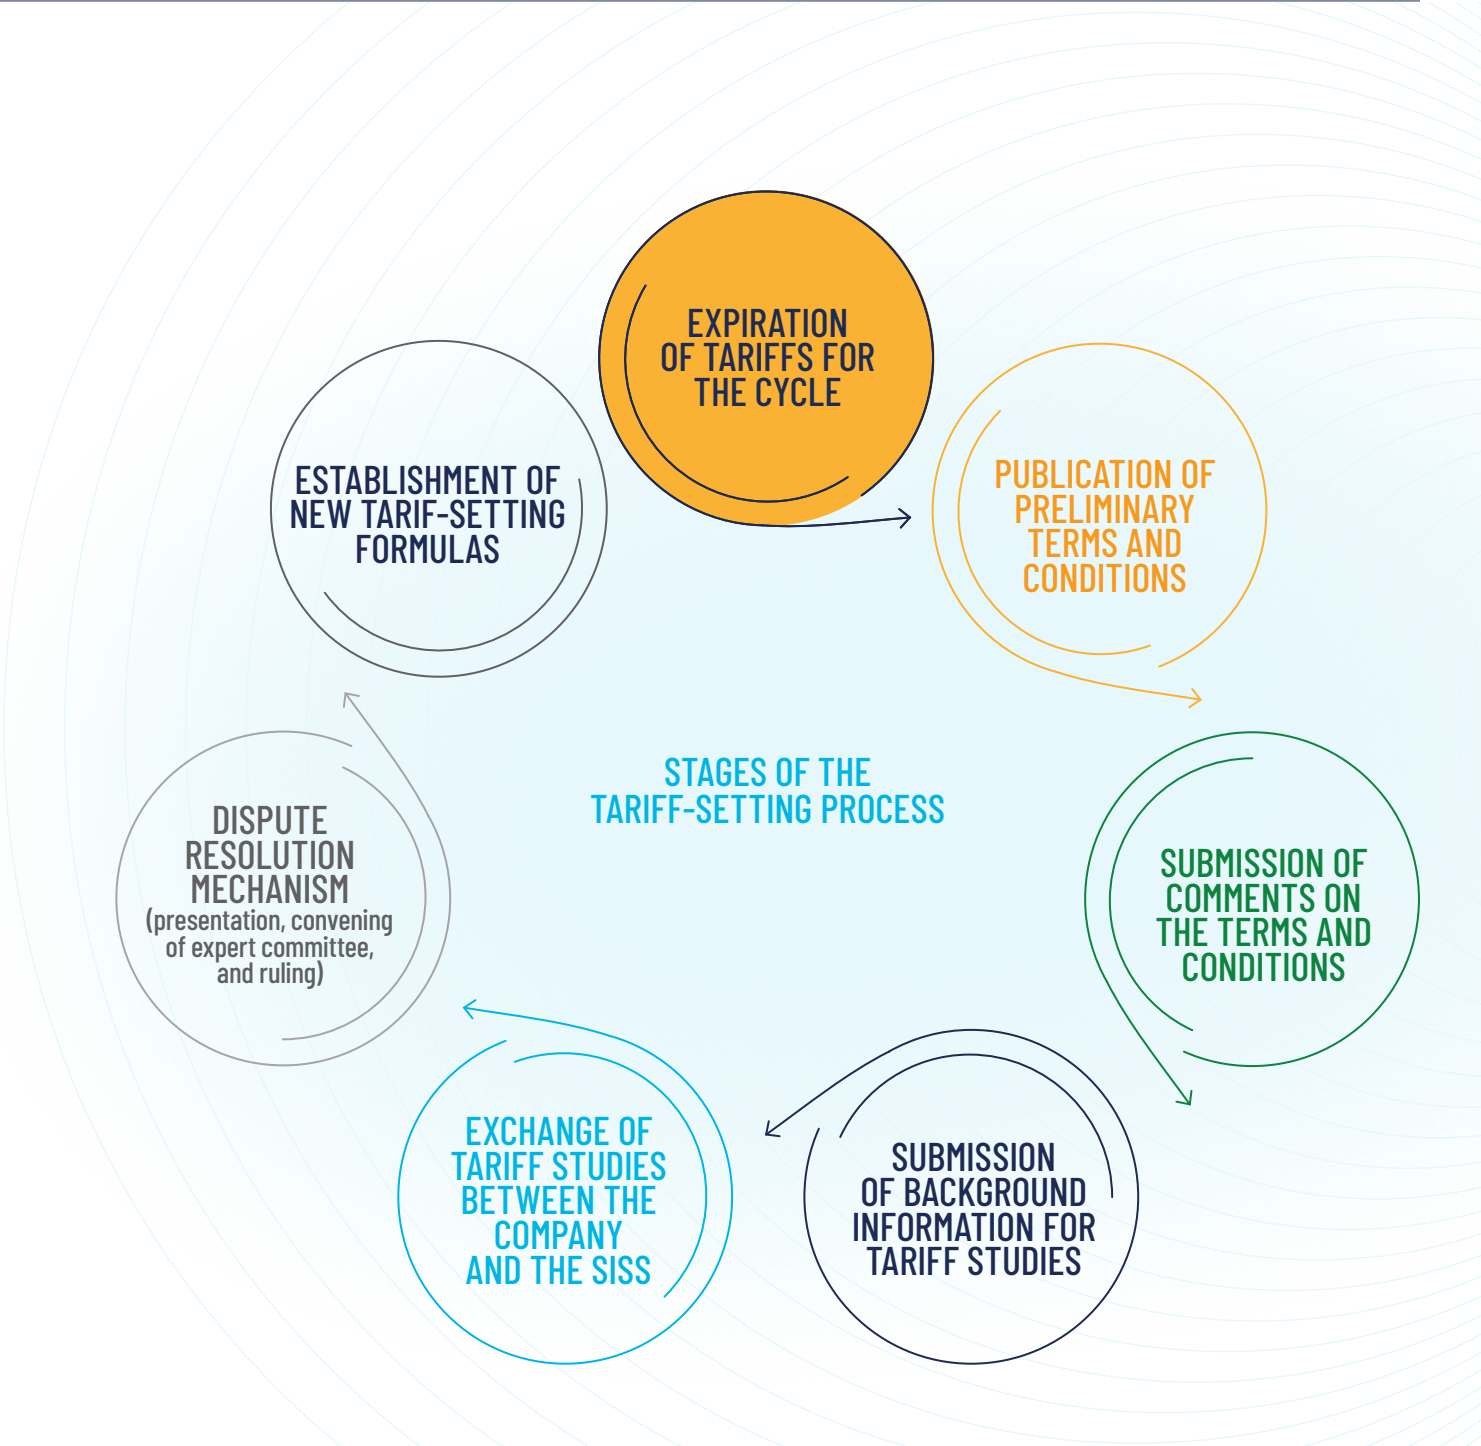 EXPIRATION
OF TARIFFS FOR
THE CYCLE
PUBLICATION OF
PRELIMINARY
TERMS AND
CONDITIONS
SUBMISSION OF
COMMENTS ON
THE TERMS AND
CONDITIONS
SUBMISSION
OF BACKGROUND
INFORMATION FOR
TARIFF STUDIES
EXCHANGE OF
TARIFF STUDIES
BETWEEN THE
COMPANY
AND THE SISS
DISPUTE
RESOLUTION
MECHANISM
(presentation, convening
of expert committee,
and ruling)
ESTABLISHMENT OF
NEW TARIF-SETTING
FORMULAS
STAGES OF THE
TARIFF-SETTING PROCESS